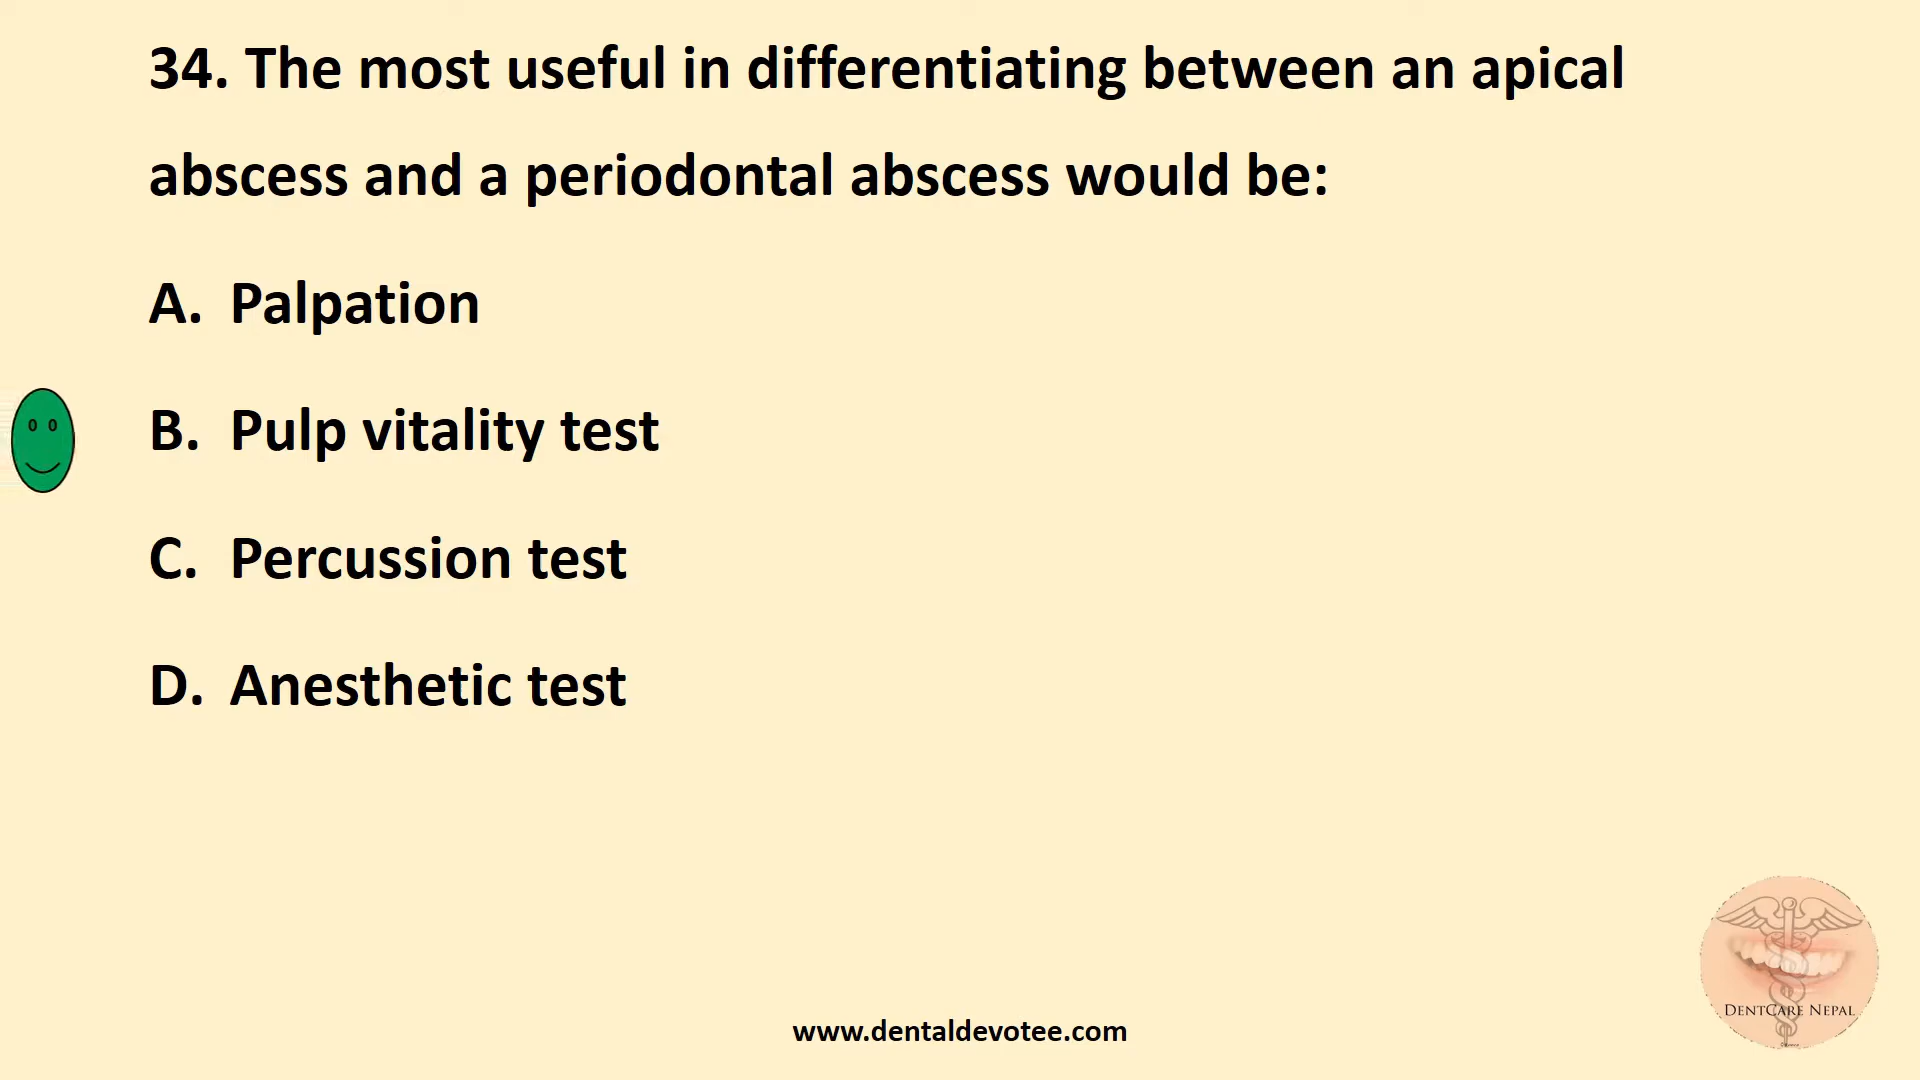 34. The most useful in differentiating between an apical
abscess and a periodontal abscess would be:
A. Palpation
B. Pulp vitality test
C. Percussion test
D. Anesthetic test
DENTCARE NEPAL
www.dentaldevotee.com